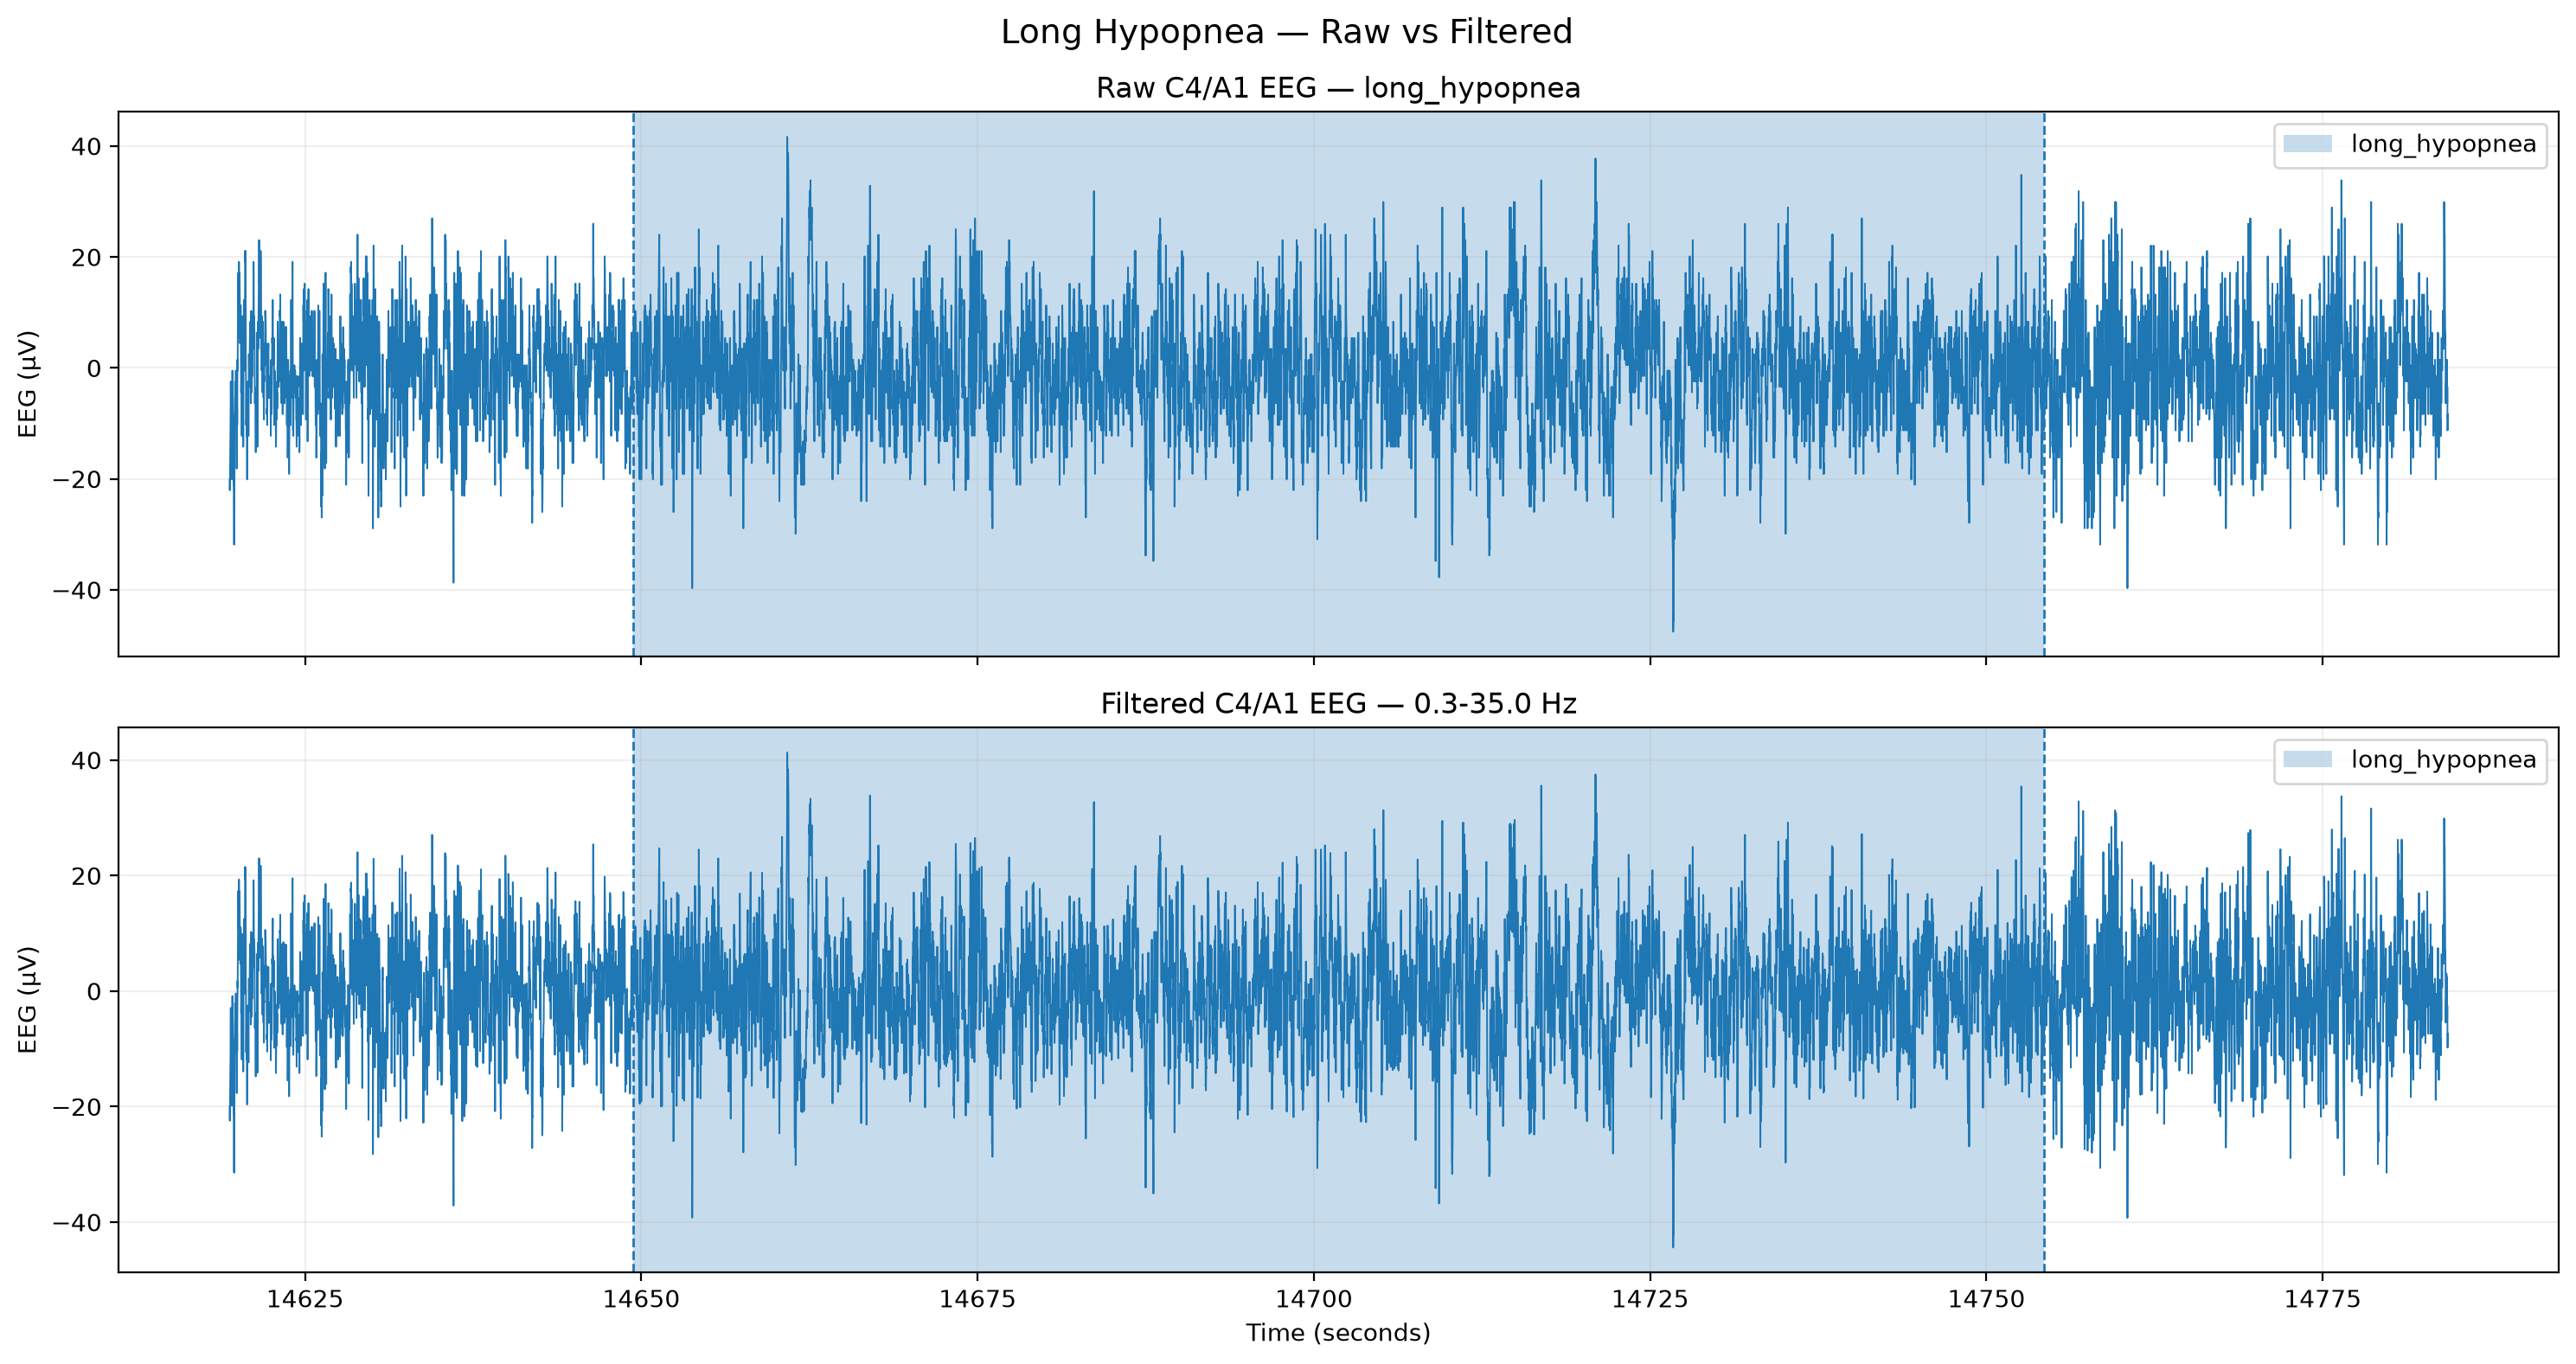 Long Hypopnea — Raw vs Filtered
Raw C4/A1 EEG — long_hypopnea
long_hypopnea
EEG (µV)
40
20
0
−20
−40
Filtered C4/A1 EEG — 0.3-35.0 Hz
long_hypopnea
EEG (µV)
40
20
0
−20
−40
14625 14650 14675 14700 14725 14750 14775
Time (seconds)